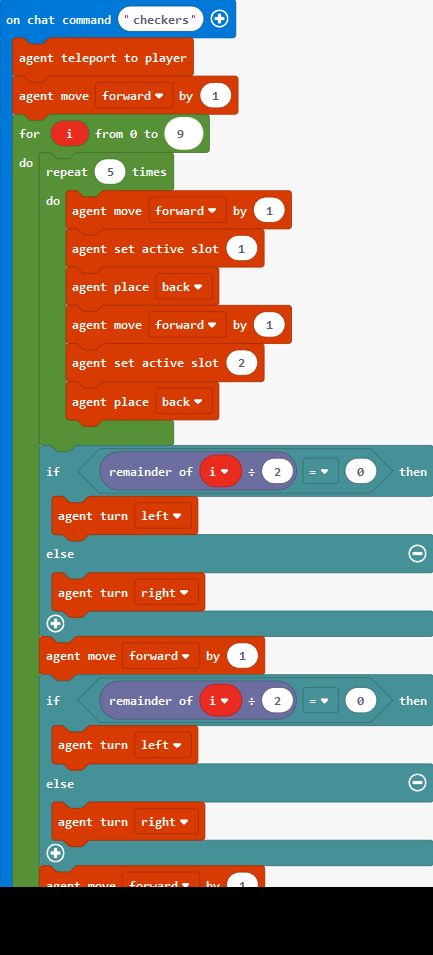 on chat command "checkers"
agent teleport to player
agent move forward by 1
for i from 0 to 9
do
repeat 5 times
do
agent move forward by 1
agent set active slot 1
agent place back
agent move forward by 1
agent set active slot 2
agent place back
if remainder of i ÷ 2 = 0 then
agent turn left
else
agent turn right
agent move forward by 1
if remainder of i ÷ 2 = 0 then
agent turn left
else
agent turn right
agent move forward by 1